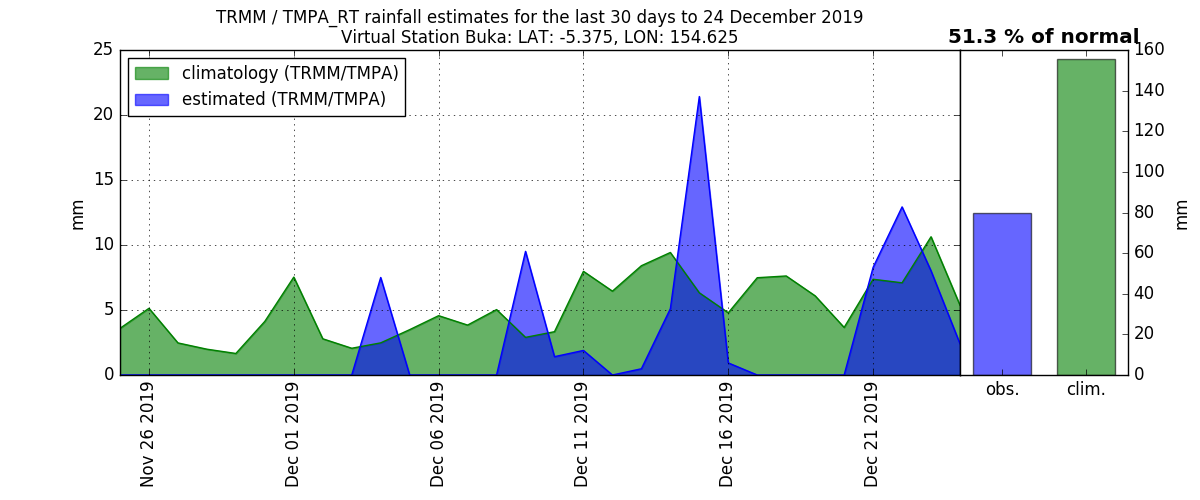 TRMM / TMPA_RT rainfall estimates for the last 30 days to 24 December 2019
Virtual Station Buka: LAT: -5.375, LON: 154.625
51.3 % of normal
climatology (TRMM/TMPA)
estimated (TRMM/TMPA)
25
20
15
10
5
0
mm
Nov 26 2019
Dec 01 2019
Dec 06 2019
Dec 11 2019
Dec 16 2019
Dec 21 2019
160
140
120
100
80
60
40
20
0
mm
obs.
clim.